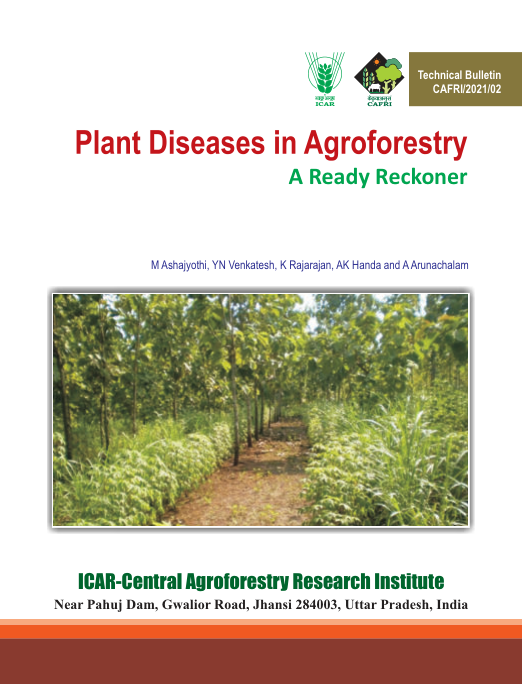 Technical Bulletin
CAFRI/2021/02
ICAR
CAFRI
Plant Diseases in Agroforestry
A Ready Reckoner
M Ashajyothi, YN Venkatesh, K Rajarajan, AK Handa and A Arunachalam
ICAR-Central Agroforestry Research Institute
Near Pahuj Dam, Gwalior Road, Jhansi 284003, Uttar Pradesh, India